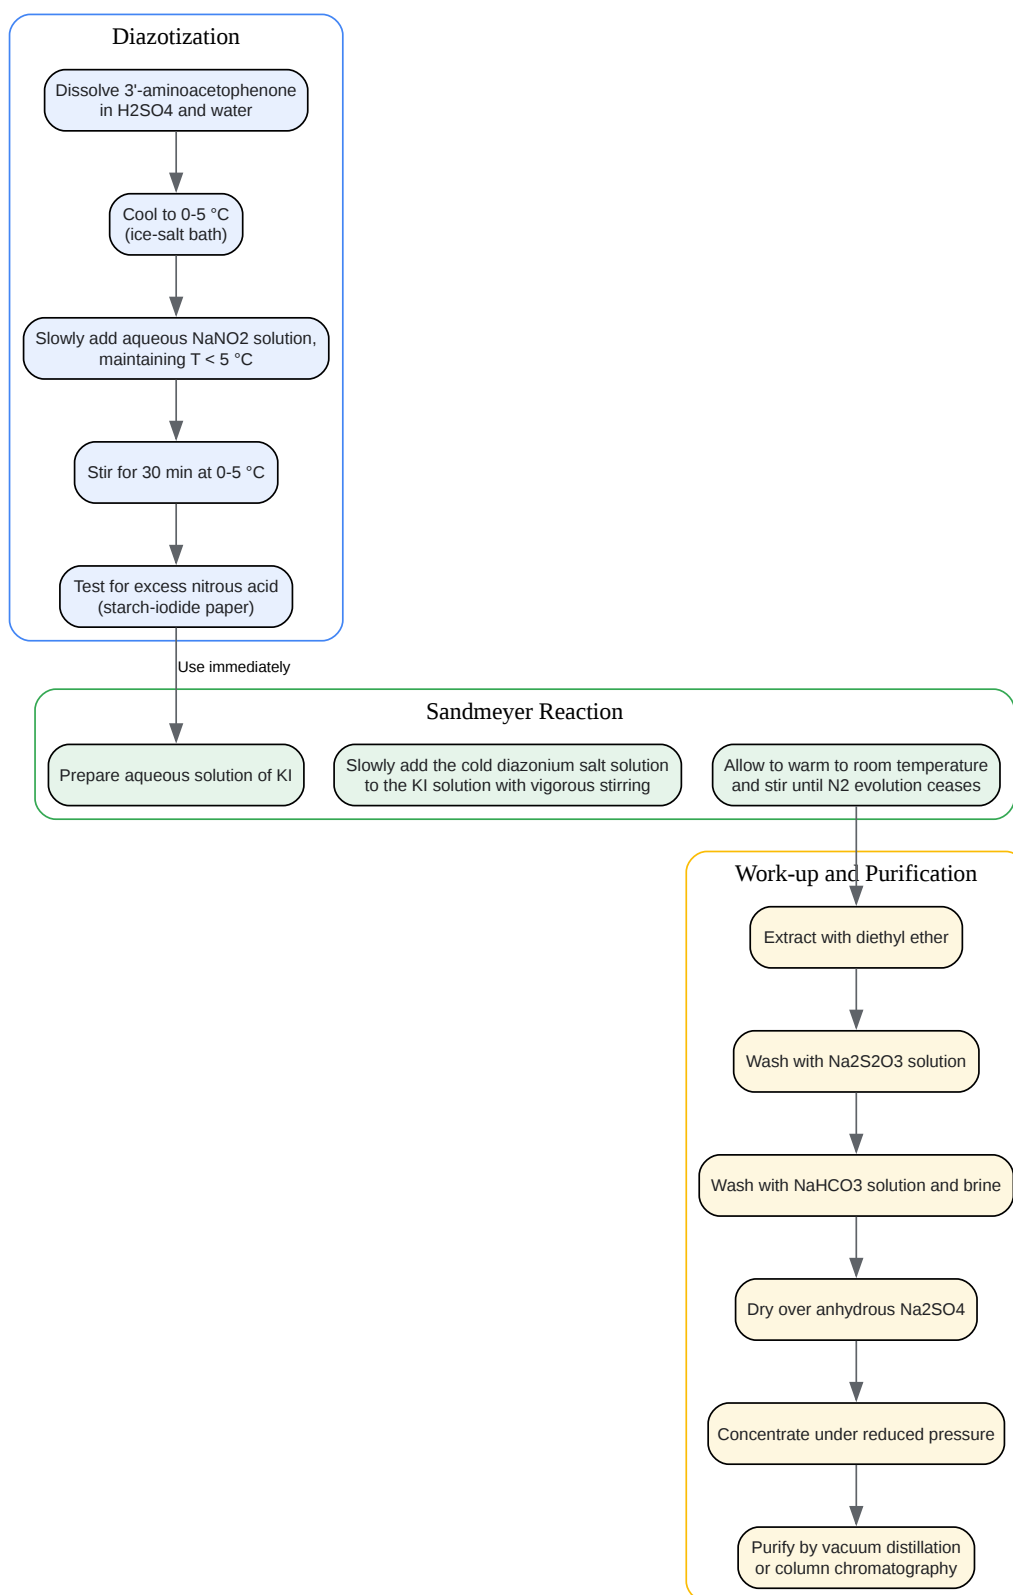 Diazotization
Dissolve 3'-aminoacetophenone
in H2SO4 and water
Cool to 0-5 °C
(ice-salt bath)
Slowly add aqueous NaNO2 solution,
maintaining T < 5 °C
Stir for 30 min at 0-5 °C
Test for excess nitrous acid
(starch-iodide paper)
Use immediately
Sandmeyer Reaction
Prepare aqueous solution of KI
Slowly add the cold diazonium salt solution
to the KI solution with vigorous stirring
Allow to warm to room temperature
and stir until N2 evolution ceases
Work-up and Purification
Extract with diethyl ether
Wash with Na2S2O3 solution
Wash with NaHCO3 solution and brine
Dry over anhydrous Na2SO4
Concentrate under reduced pressure
Purify by vacuum distillation
or column chromatography